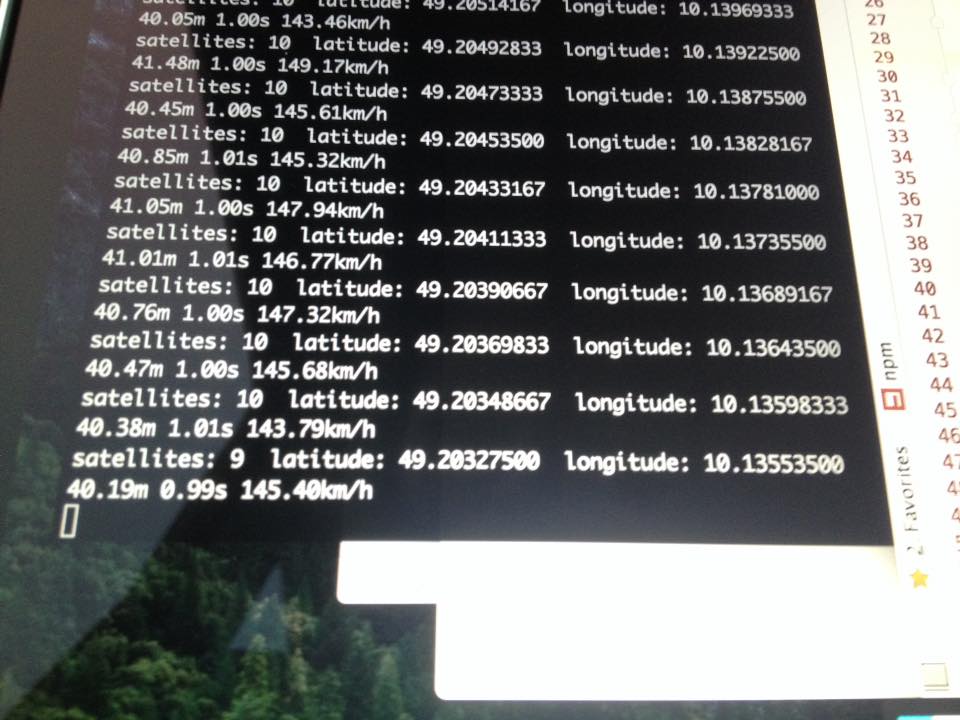 satellites: 10 latitude: 49.20514167 longitude: 10.13969333
40.05m 1.00s 143.46km/h
satellites: 10 latitude: 49.20492833 longitude: 10.13922500
41.48m 1.00s 149.17km/h
satellites: 10 latitude: 49.20473333 longitude: 10.13875500
40.45m 1.00s 145.61km/h
satellites: 10 latitude: 49.20453500 longitude: 10.13828167
40.85m 1.01s 145.32km/h
satellites: 10 latitude: 49.20433167 longitude: 10.13781000
41.05m 1.00s 147.94km/h
satellites: 10 latitude: 49.20411333 longitude: 10.13735500
41.01m 1.01s 146.77km/h
satellites: 10 latitude: 49.20390667 longitude: 10.13689167
40.76m 1.00s 147.32km/h
satellites: 10 latitude: 49.20369833 longitude: 10.13643500
40.47m 1.00s 145.68km/h
satellites: 10 latitude: 49.20348667 longitude: 10.13598333
40.38m 1.01s 143.79km/h
satellites: 9 latitude: 49.20327500 longitude: 10.13553500
40.19m 0.99s 145.40km/h
npm
2: Favorites
26
27
28
29
30
31
32
33
34
35
36
37
38
39
40
41
42
43
44
45
46